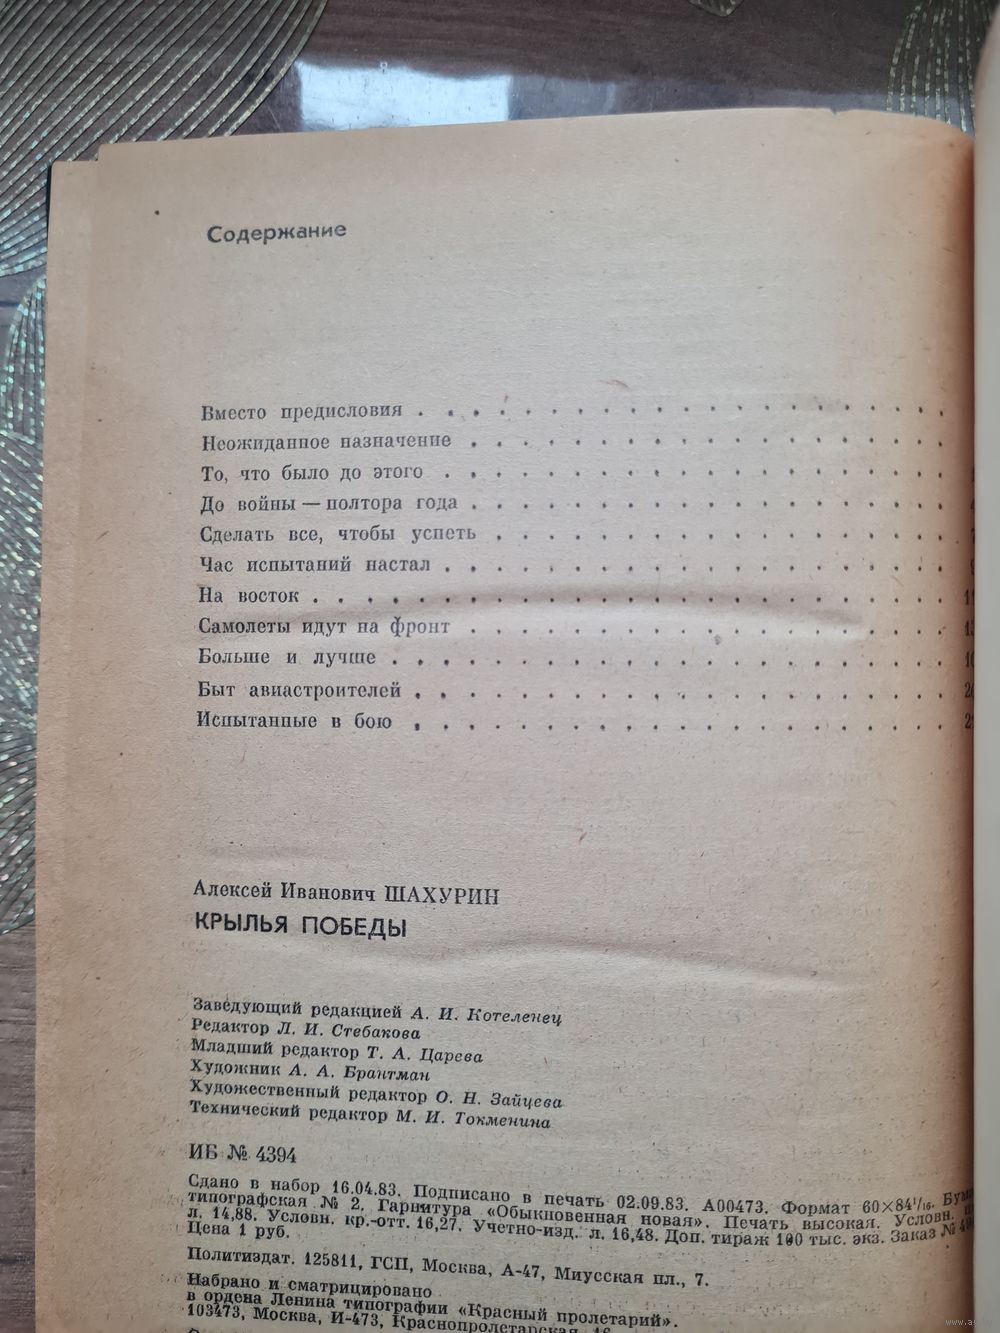 Содержание
Вместо предисловия . . . . . . . . . . . . . . . . . . . . .
Неожиданное назначение . . . . . . . . . . . . . . . . . . .
То, что было до этого . . . . . . . . . . . . . . . . . . . .
До войны — полтора года . . . . . . . . . . . . . . . . . . .
Сделать все, чтобы успеть . . . . . . . . . . . . . . . . . .
Час испытаний настал . . . . . . . . . . . . . . . . . . . .
На восток . . . . . . . . . . . . . . . . . . . . . . . . .
Самолеты идут на фронт . . . . . . . . . . . . . . . . . . .
Больше и лучше . . . . . . . . . . . . . . . . . . . . . .
Быт авиастроителей . . . . . . . . . . . . . . . . . . . . .
Испытанные в бою . . . . . . . . . . . . . . . . . . . . .
Алексей Иванович ШАХУРИН
КРЫЛЬЯ ПОБЕДЫ
Заведующий редакцией А. И. Котеленец
Редактор Л. И. Стебакова
Младший редактор Т. А. Царева
Художник А. А. Брантман
Художественный редактор О. Н. Зайцева
Технический редактор М. И. Токменина
ИБ № 4394
Сдано в набор 16.04.83. Подписано в печать 02.09.83. А00473. Формат 60×84¹/₁₆.
типографская № 2. Гарнитура «Обыкновенная новая». Печать высокая. Условн.
л. 14,88. Условн. кр.-отт. 16,27. Учетно-изд. л. 16,48. Доп. тираж 100 тыс. экз. Заказ №
Цена 1 руб.
Политиздат. 125811, ГСП, Москва, А-47, Миусская пл., 7.
Набрано и сматрицировано
в ордена Ленина типографии «Красный пролетарий».
103473, Москва, И-473, Краснопролетарская, 16.